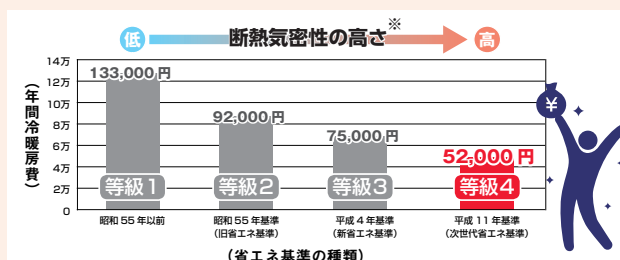 低 断熱気密性の高さ※ 高
(年間冷暖房費)
14万
12万
10万
8万
6万
4万
2万
0
133,000円
92,000円
75,000円
52,000円
¥
等級1 等級2 等級3 等級4
昭和55年以前
昭和55年基準
(旧省エネ基準)
平成4年基準
(新省エネ基準)
平成11年基準
(次世代省エネ基準)
(省エネ基準の種類)